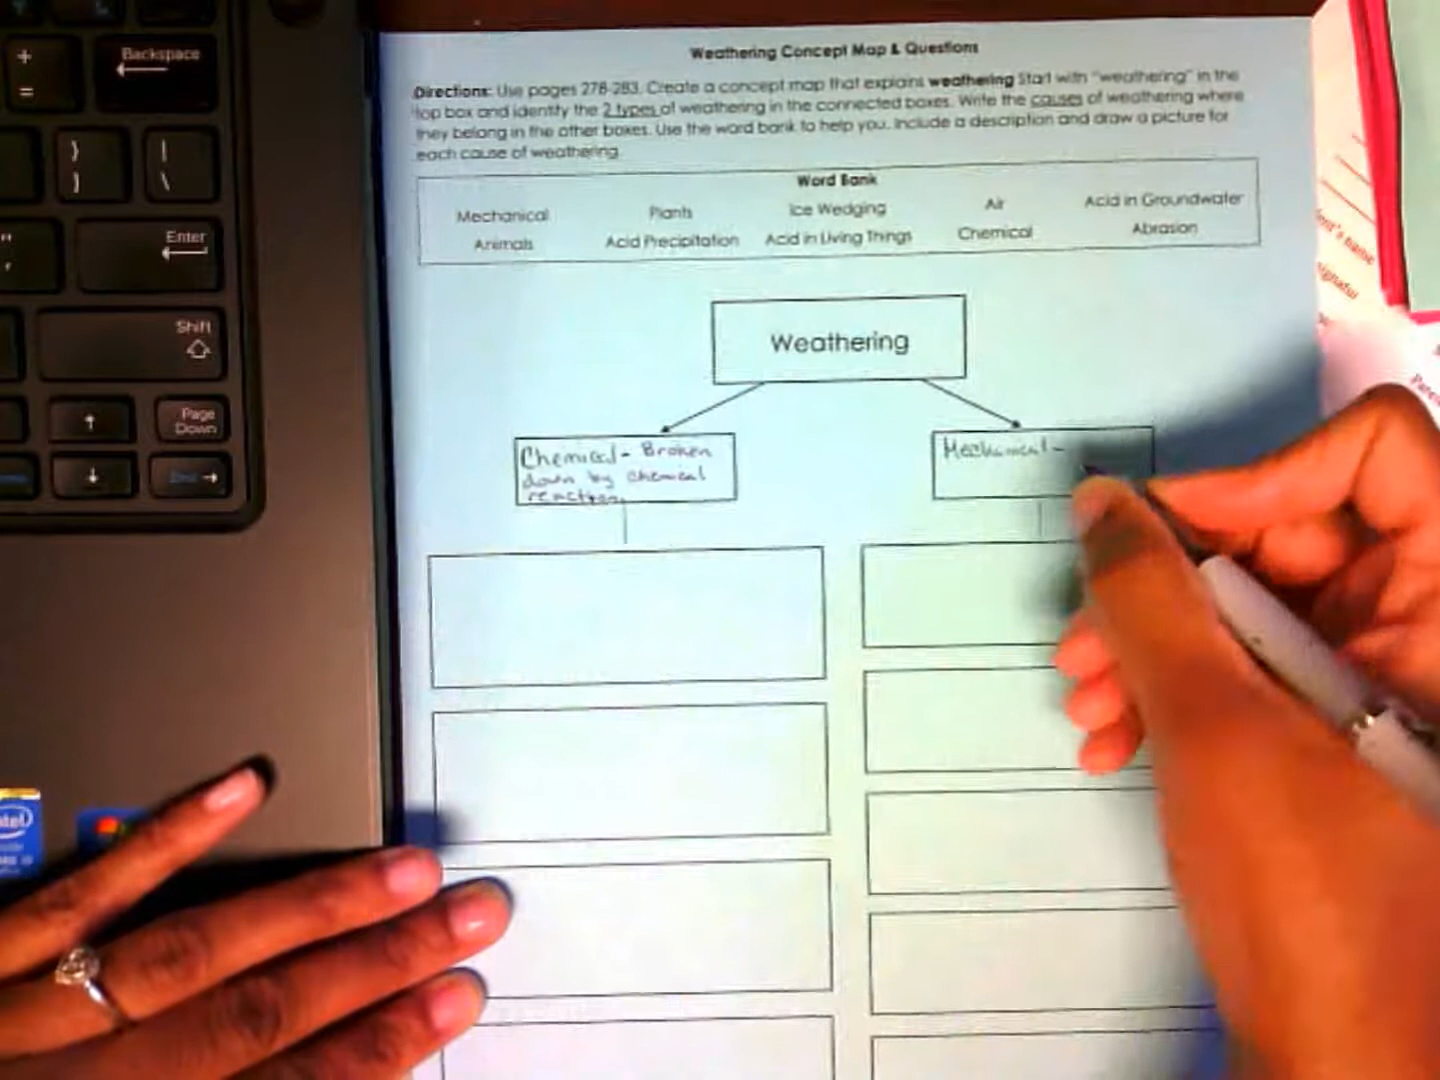 Weathering Concept Map & Questions
Directions: Use pages 278-283. Create a concept map that explains weathering Start with "weathering" in the
top box and identify the 2 types of weathering in the connected boxes. Write the causes of weathering where
they belong in the other boxes. Use the word bank to help you. Include a description and draw a picture for
each cause of weathering.
Word Bank
Mechanical Plants Ice Wedging Air Acid in Groundwater
Animals Acid Precipitation Acid in Living Things Chemical Abrasion
Weathering
Chemical - Broken
down by chemical
reaction.
Mechanical -
+
=
Backspace
}
]
|
\
"
'
Enter
Shift
Page
Down
End
intel
name